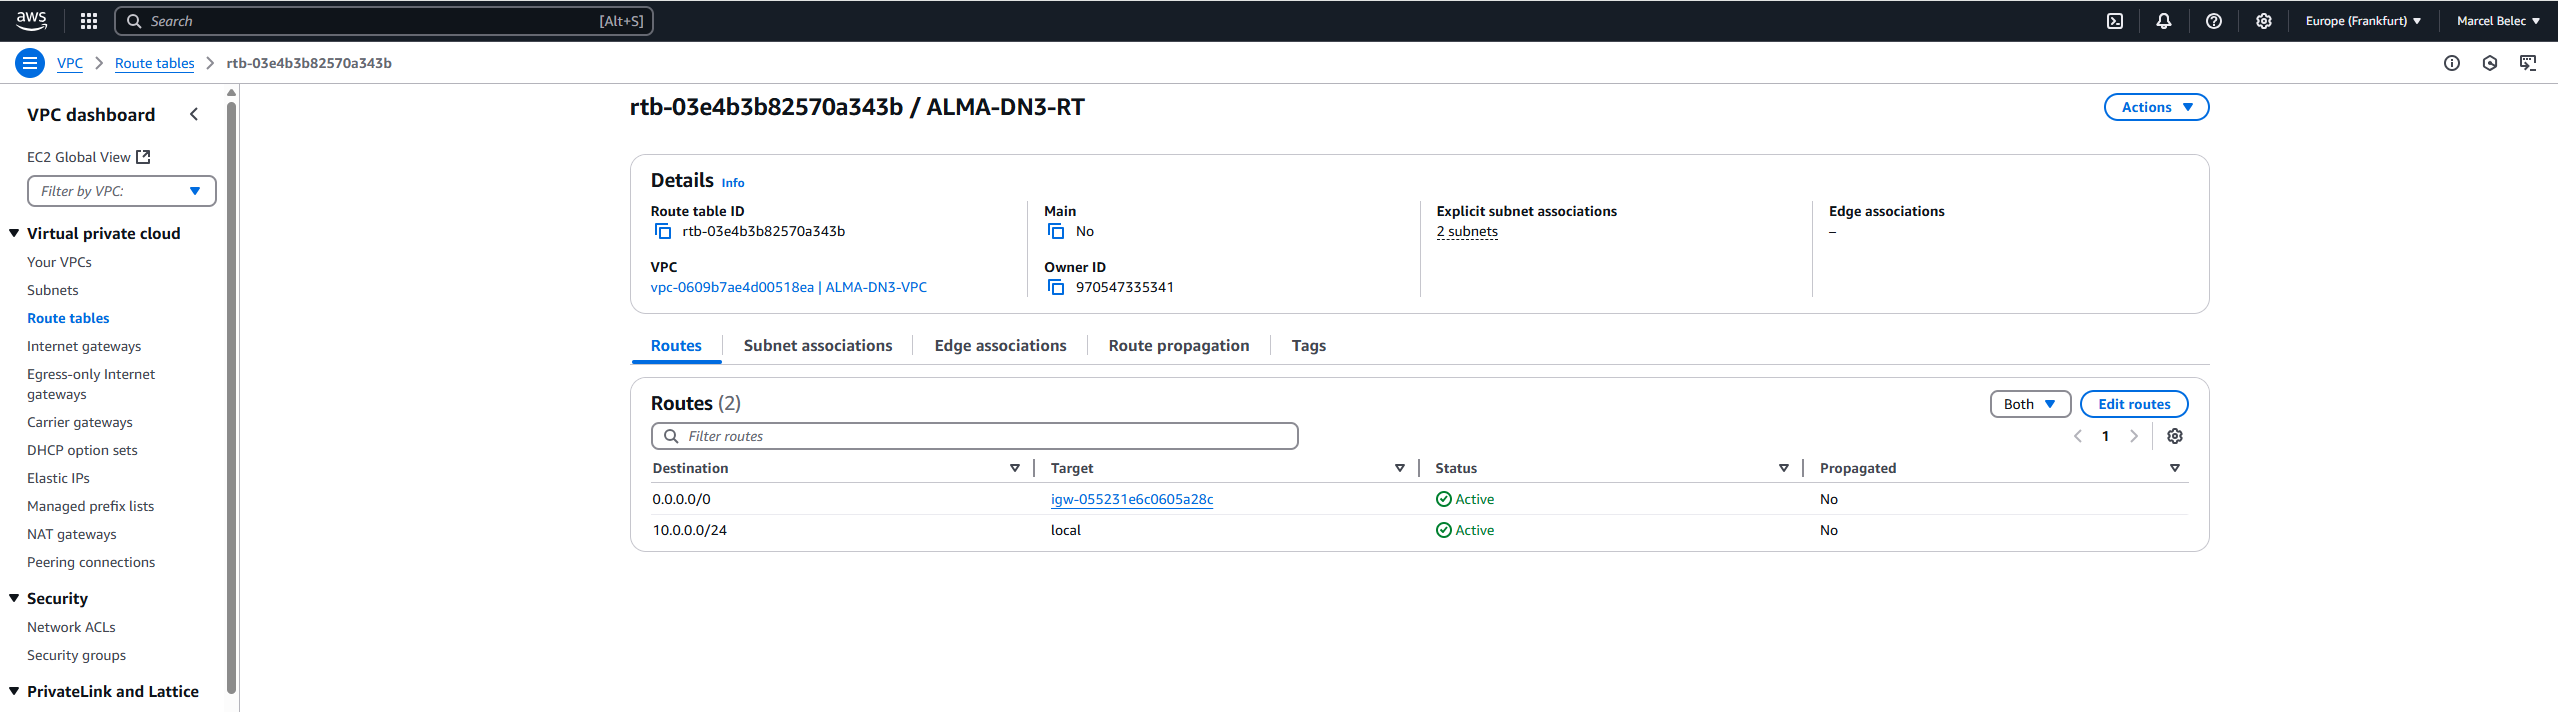 aws
Search [Alt+S]
Europe (Frankfurt)
Marcel Belec
VPC
Route tables
rtb-03e4b3b82570a343b
VPC dashboard
EC2 Global View
Filter by VPC:
Virtual private cloud
Your VPCs
Subnets
Route tables
Internet gateways
Egress-only Internet
gateways
Carrier gateways
DHCP option sets
Elastic IPs
Managed prefix lists
NAT gateways
Peering connections
Security
Network ACLs
Security groups
PrivateLink and Lattice
rtb-03e4b3b82570a343b / ALMA-DN3-RT
Actions
Details Info
Route table ID
rtb-03e4b3b82570a343b
Main
No
Explicit subnet associations
2 subnets
Edge associations
–
VPC
vpc-0609b7ae4d00518ea | ALMA-DN3-VPC
Owner ID
970547335341
Routes
Subnet associations
Edge associations
Route propagation
Tags
Routes (2)
Both
Edit routes
Filter routes
1
Destination Target Status Propagated
0.0.0.0/0 igw-055231e6c0605a28c Active No
10.0.0.0/24 local Active No